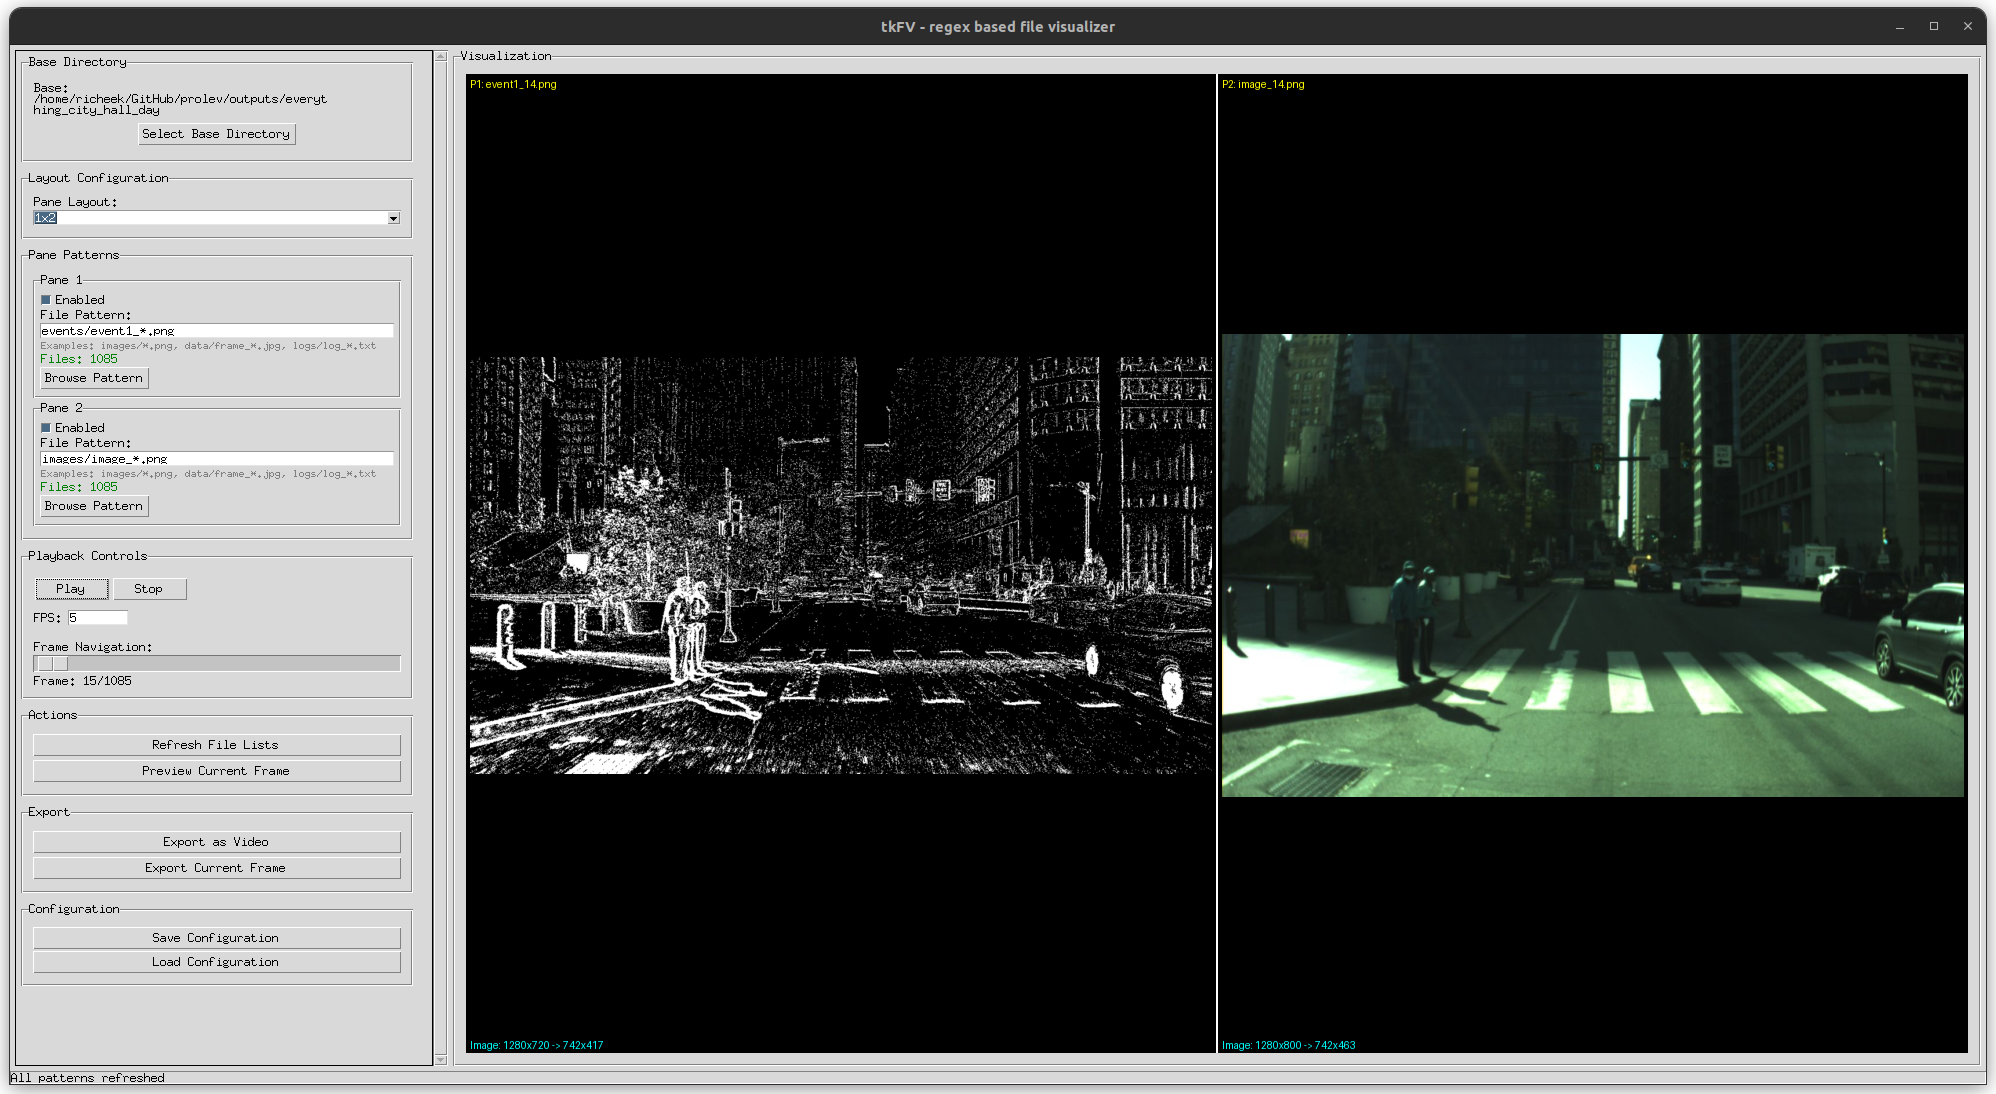 tkFV - regex based file visualizer
Base Directory
Base:
/home/richeek/GitHub/prolev/outputs/everyt
hing_city_hall_day
Select Base Directory
Layout Configuration
Pane Layout:
1x2
Pane Patterns
Pane 1
Enabled
File Pattern:
events/event1_*.png
Examples: images/*.png, data/frame_*.jpg, logs/log_*.txt
Files: 1085
Browse Pattern
Pane 2
Enabled
File Pattern:
images/image_*.png
Examples: images/*.png, data/frame_*.jpg, logs/log_*.txt
Files: 1085
Browse Pattern
Playback Controls
Play Stop
FPS: 5
Frame Navigation:
Frame: 15/1085
Actions
Refresh File Lists
Preview Current Frame
Export
Export as Video
Export Current Frame
Configuration
Save Configuration
Load Configuration
All patterns refreshed
Visualization
P1: event1_14.png
Image: 1280x720 -> 742x417
P2: image_14.png
Image: 1280x800 -> 742x463